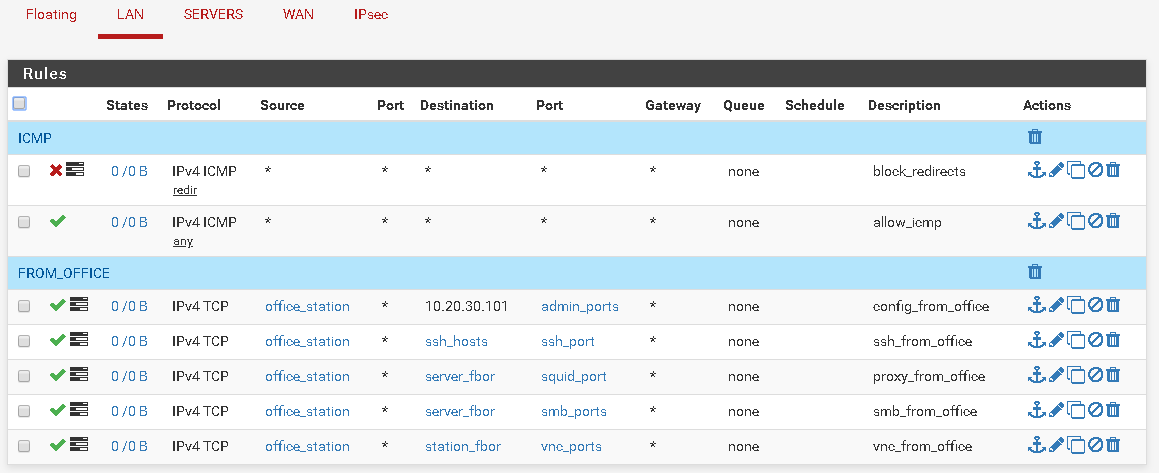 Floating LAN SERVERS WAN IPsec
Rules
States Protocol Source Port Destination Port Gateway Queue Schedule Description Actions
ICMP
0/0 B IPv4 ICMP * * * * * none block_redirects
redir
0/0 B IPv4 ICMP * * * * * none allow_icmp
any
FROM_OFFICE
0/0 B IPv4 TCP office_station * 10.20.30.101 admin_ports * none config_from_office
0/0 B IPv4 TCP office_station * ssh_hosts ssh_port * none ssh_from_office
0/0 B IPv4 TCP office_station * server_fbor squid_port * none proxy_from_office
0/0 B IPv4 TCP office_station * server_fbor smb_ports * none smb_from_office
0/0 B IPv4 TCP office_station * station_fbor vnc_ports * none vnc_from_office